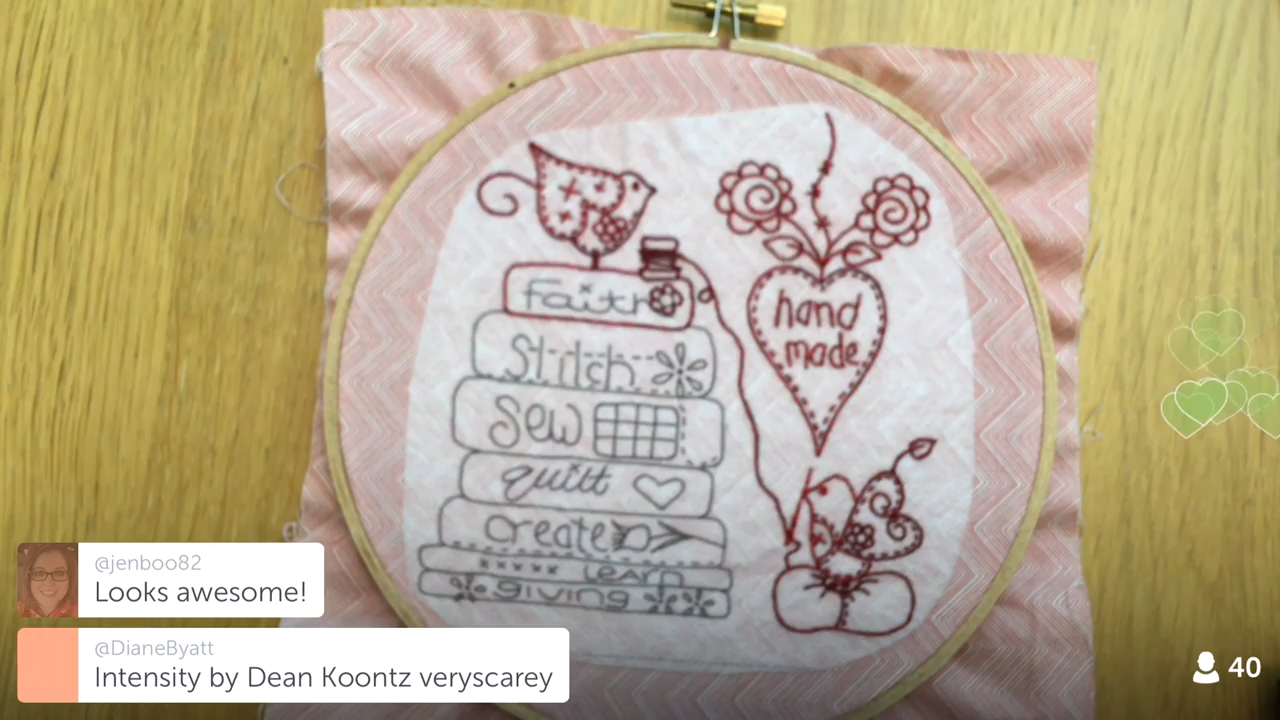 Faith
Stitch
Sew
quilt
create
LEARN
giving
hand
made
@jenboo82
Looks awesome!
@DianeByatt
Intensity by Dean Koontz veryscarey
40